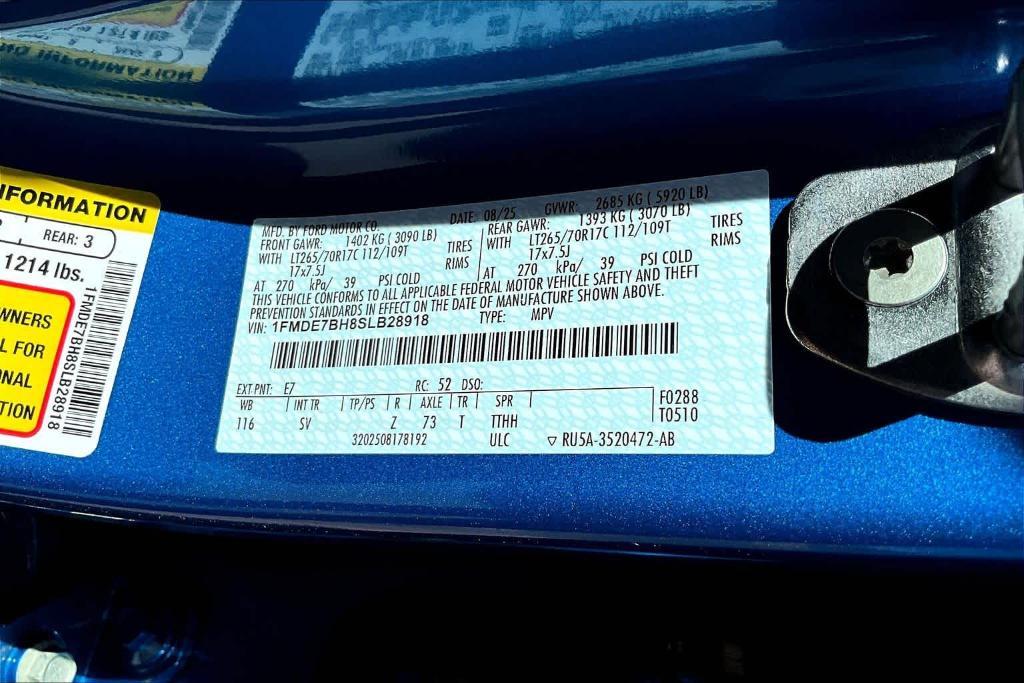 NFORMATION
REAR: 3
1214 lbs.
WNERS
L FOR
NAL
TION
1FMDE7BH8SLB28918
MFD. BY FORD MOTOR CO. DATE: 08/25 GVWR: 2685 KG ( 5920 LB)
FRONT GAWR: 1402 KG ( 3090 LB) REAR GAWR: 1393 KG ( 3070 LB)
WITH LT265/70R17C 112/109T TIRES WITH LT265/70R17C 112/109T TIRES
17x7.5J RIMS 17x7.5J RIMS
AT 270 kPa/ 39 PSI COLD AT 270 kPa/ 39 PSI COLD
THIS VEHICLE CONFORMS TO ALL APPLICABLE FEDERAL MOTOR VEHICLE SAFETY AND THEFT
PREVENTION STANDARDS IN EFFECT ON THE DATE OF MANUFACTURE SHOWN ABOVE.
VIN: 1FMDE7BH8SLB28918 TYPE: MPV
EXT PNT: E7 RC: 52 DSO:
WB INT TR TP/PS R AXLE TR SPR F0288
116 SV Z 73 T TTHH T0510
3202508178192 ULC ▽ RU5A-3520472-AB